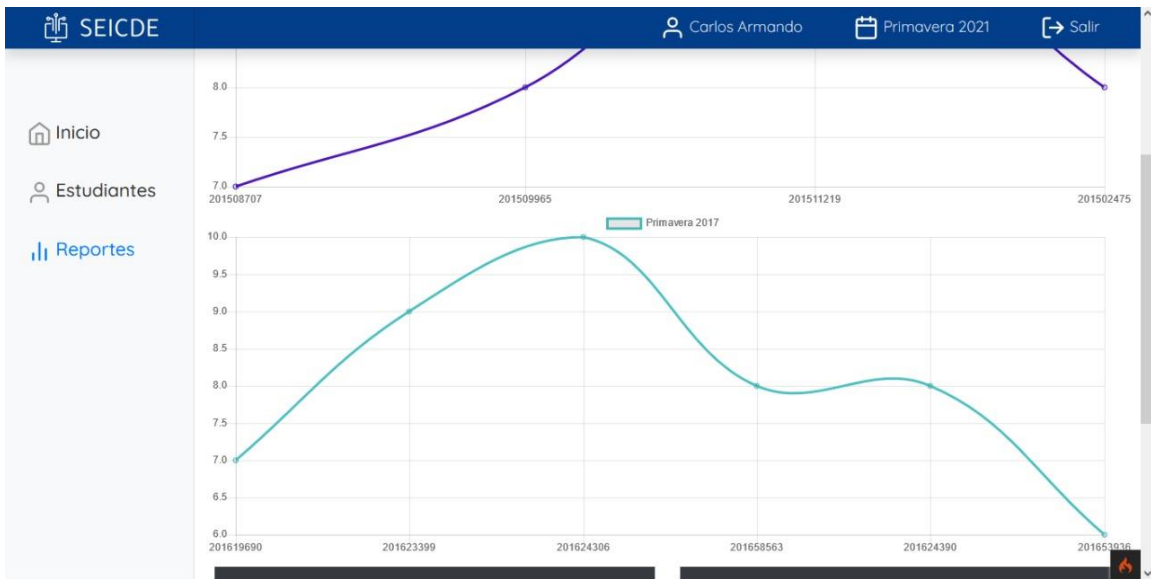 SEICDE
Carlos Armando
Primavera 2021
Salir
Inicio
Estudiantes
Reportes
8.0
7.5
7.0
201508707 201509965 201511219 201502475
Primavera 2017
10.0
9.5
9.0
8.5
8.0
7.5
7.0
6.5
6.0
201619690 201623399 201624306 201658563 201624390 201653936